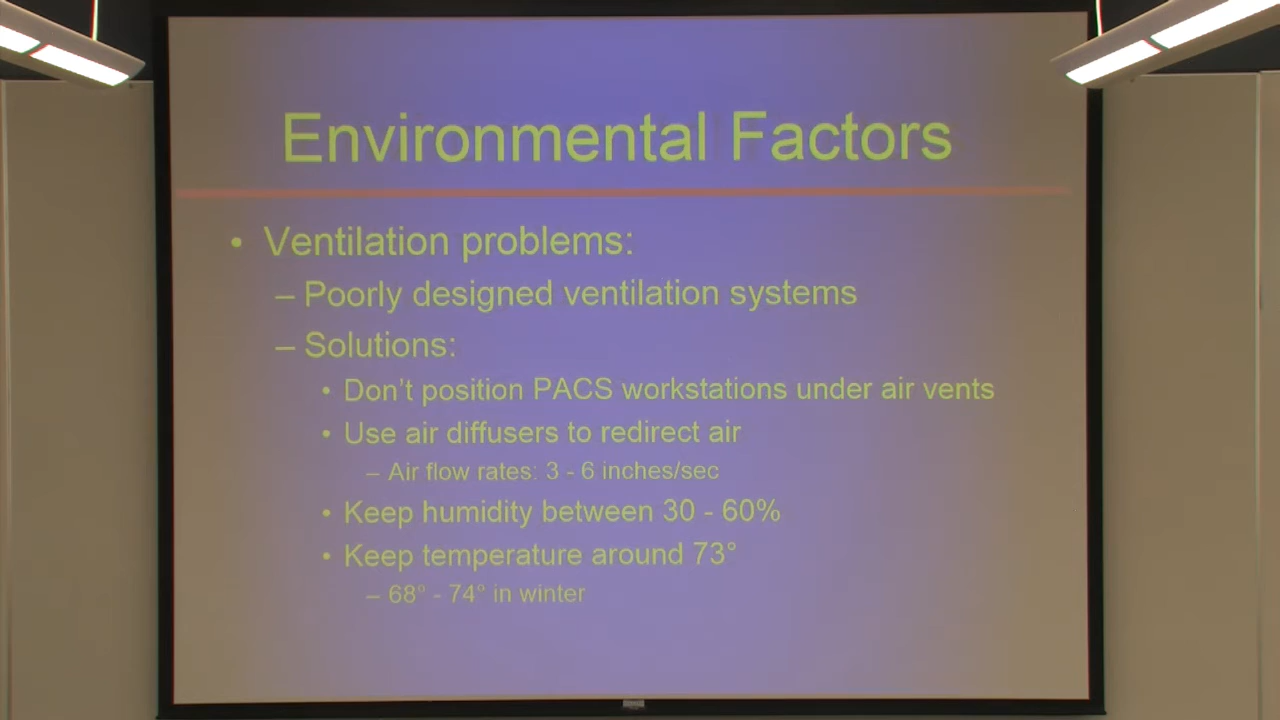 Environmental Factors
• Ventilation problems:
– Poorly designed ventilation systems
– Solutions:
• Don't position PACS workstations under air vents
• Use air diffusers to redirect air
– Air flow rates: 3 - 6 inches/sec
• Keep humidity between 30 - 60%
• Keep temperature around 73°
– 68° - 74° in winter